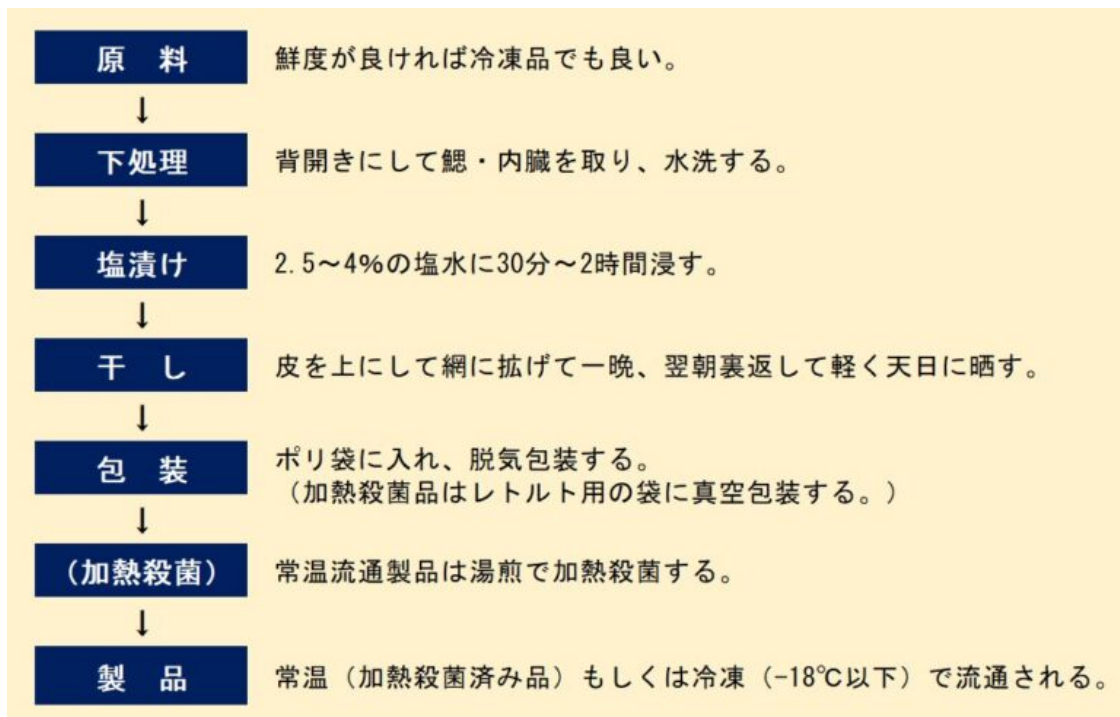 原　料
鮮度が良ければ冷凍品でも良い。
↓
下処理
背開きにして鰓・内臓を取り、水洗する。
↓
塩漬け
2.5～4%の塩水に30分～2時間浸す。
↓
干　し
皮を上にして網に拡げて一晩、翌朝裏返して軽く天日に晒す。
↓
包　装
ポリ袋に入れ、脱気包装する。
（加熱殺菌品はレトルト用の袋に真空包装する。）
↓
（加熱殺菌）
常温流通製品は湯煎で加熱殺菌する。
↓
製　品
常温（加熱殺菌済み品）もしくは冷凍（-18℃以下）で流通される。